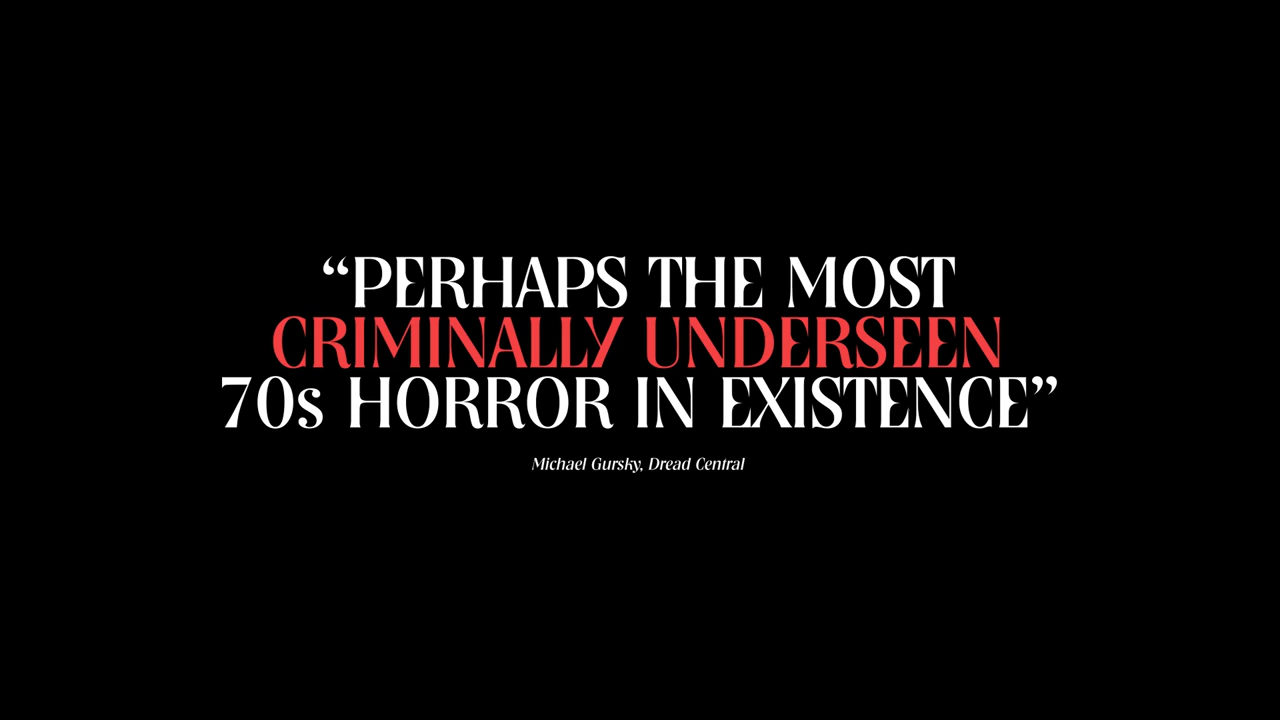 “PERHAPS THE MOST
CRIMINALLY UNDERSEEN
70s HORROR IN EXISTENCE”
Michael Gursky, Dread Central